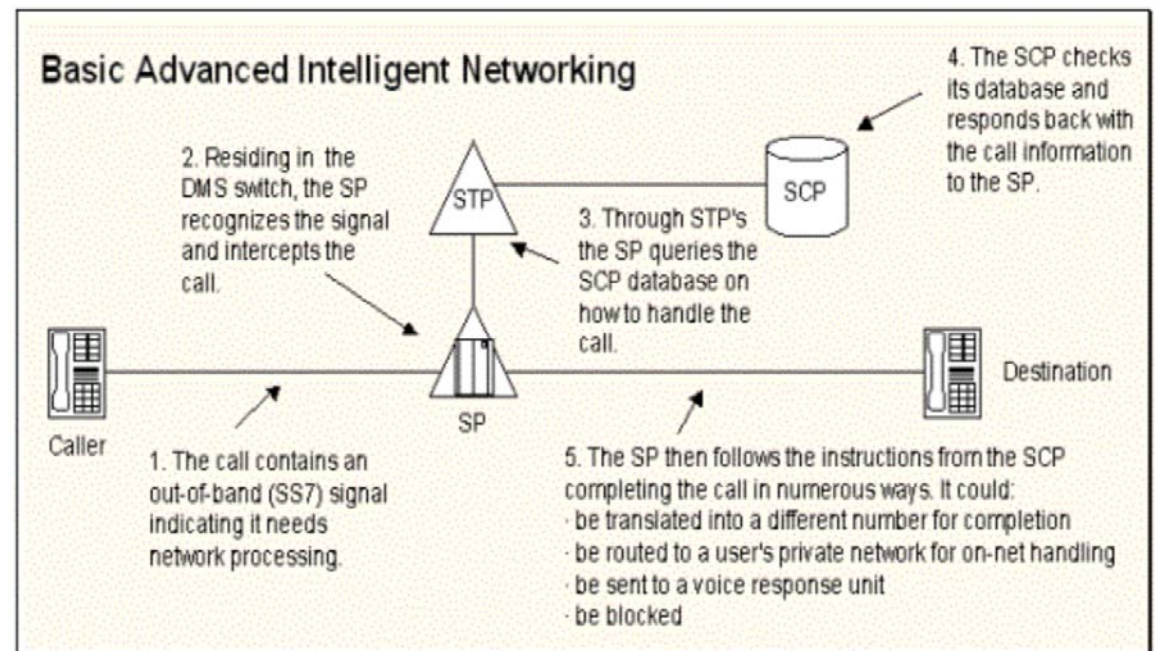 Basic Advanced Intelligent Networking
4. The SCP checks
its database and
responds back with
the call information
to the SP.
2. Residing in the
DMS switch, the SP
recognizes the signal
and intercepts the
call.
STP
SCP
3. Through STP's
the SP queries the
SCP database on
how to handle the
call.
Destination
SP
Caller
1. The call contains an
out-of-band (SS7) signal
indicating it needs
network processing.
5. The SP then follows the instructions from the SCP
completing the call in numerous ways. It could:
· be translated into a different number for completion
· be routed to a user's private network for on-net handling
· be sent to a voice response unit
· be blocked